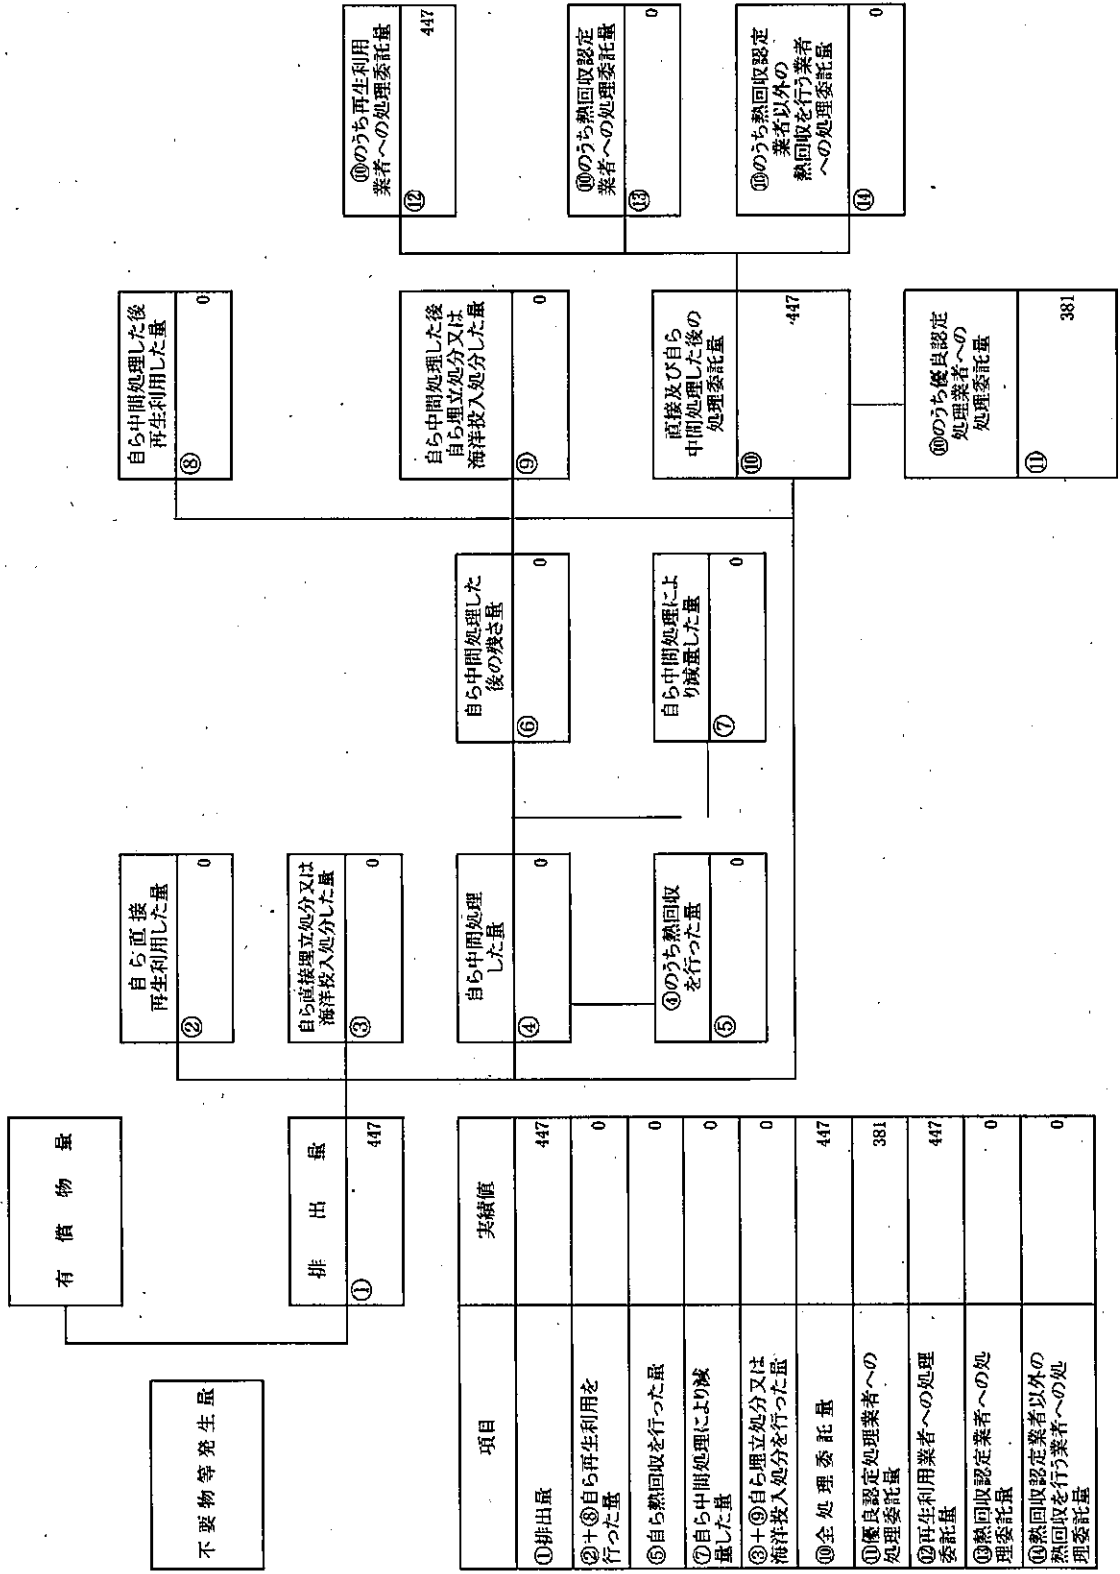 不要物等発生量
有償物量
排出量
① 447
自ら直接
再生利用した量
② 0
自ら直接埋立処分又は
海洋投入処分した量
③ 0
自ら中間処理
した量
④ 0
④のうち熱回収
を行った量
⑤ 0
自ら中間処理した
後の残さ量
⑥ 0
自ら中間処理によ
り減量した量
⑦ 0
自ら中間処理した後
再生利用した量
⑧ 0
自ら中間処理した後
自ら埋立処分又は
海洋投入処分した量
⑨ 0
直接及び自ら
中間処理した後の
処理委託量
⑩ 447
⑩のうち優良認定
処理業者への
処理委託量
⑪ 381
⑩のうち再生利用
業者への処理委託量
⑫ 447
⑩のうち熱回収認定
業者への処理委託量
⑬ 0
⑩のうち熱回収認定
業者以外の
熱回収を行う業者
への処理委託量
⑭ 0
項目 実績値
①排出量 447
②+⑧自ら再生利用を
行った量 0
⑤自ら熱回収を行った量 0
⑦自ら中間処理により減
量した量 0
③+⑨自ら埋立処分又は
海洋投入処分を行った量 0
⑩全処理委託量 447
⑪優良認定処理業者への
処理委託量 381
⑫再生利用業者への処理
委託量 447
⑬熱回収認定業者への処
理委託量 0
⑭熱回収認定業者以外の
熱回収を行う業者への処
理委託量 0